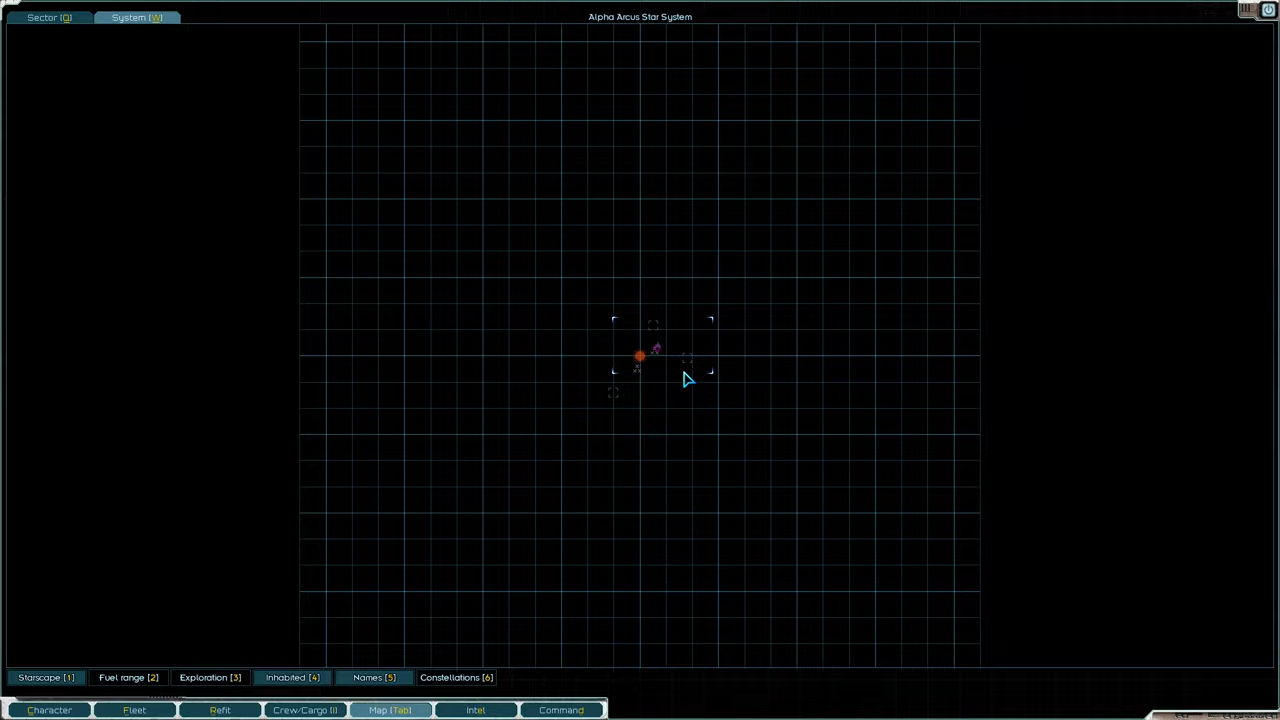 Sector [Q] System [W] Alpha Arcus Star System
Starscape [1] Fuel range [2] Exploration [3] Inhabited [4] Names [5] Constellations [6]
Character Fleet Refit Crew/Cargo [I] Map [Tab] Intel Command